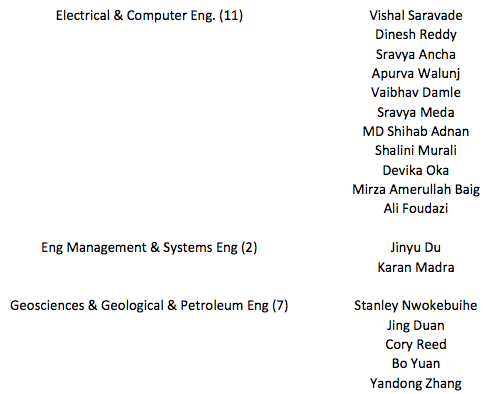 Electrical & Computer Eng. (11) Vishal Saravade
Dinesh Reddy
Sravya Ancha
Apurva Walunj
Vaibhav Damle
Sravya Meda
MD Shihab Adnan
Shalini Murali
Devika Oka
Mirza Amerullah Baig
Ali Foudazi
Eng Management & Systems Eng (2) Jinyu Du
Karan Madra
Geosciences & Geological & Petroleum Eng (7) Stanley Nwokebuihe
Jing Duan
Cory Reed
Bo Yuan
Yandong Zhang